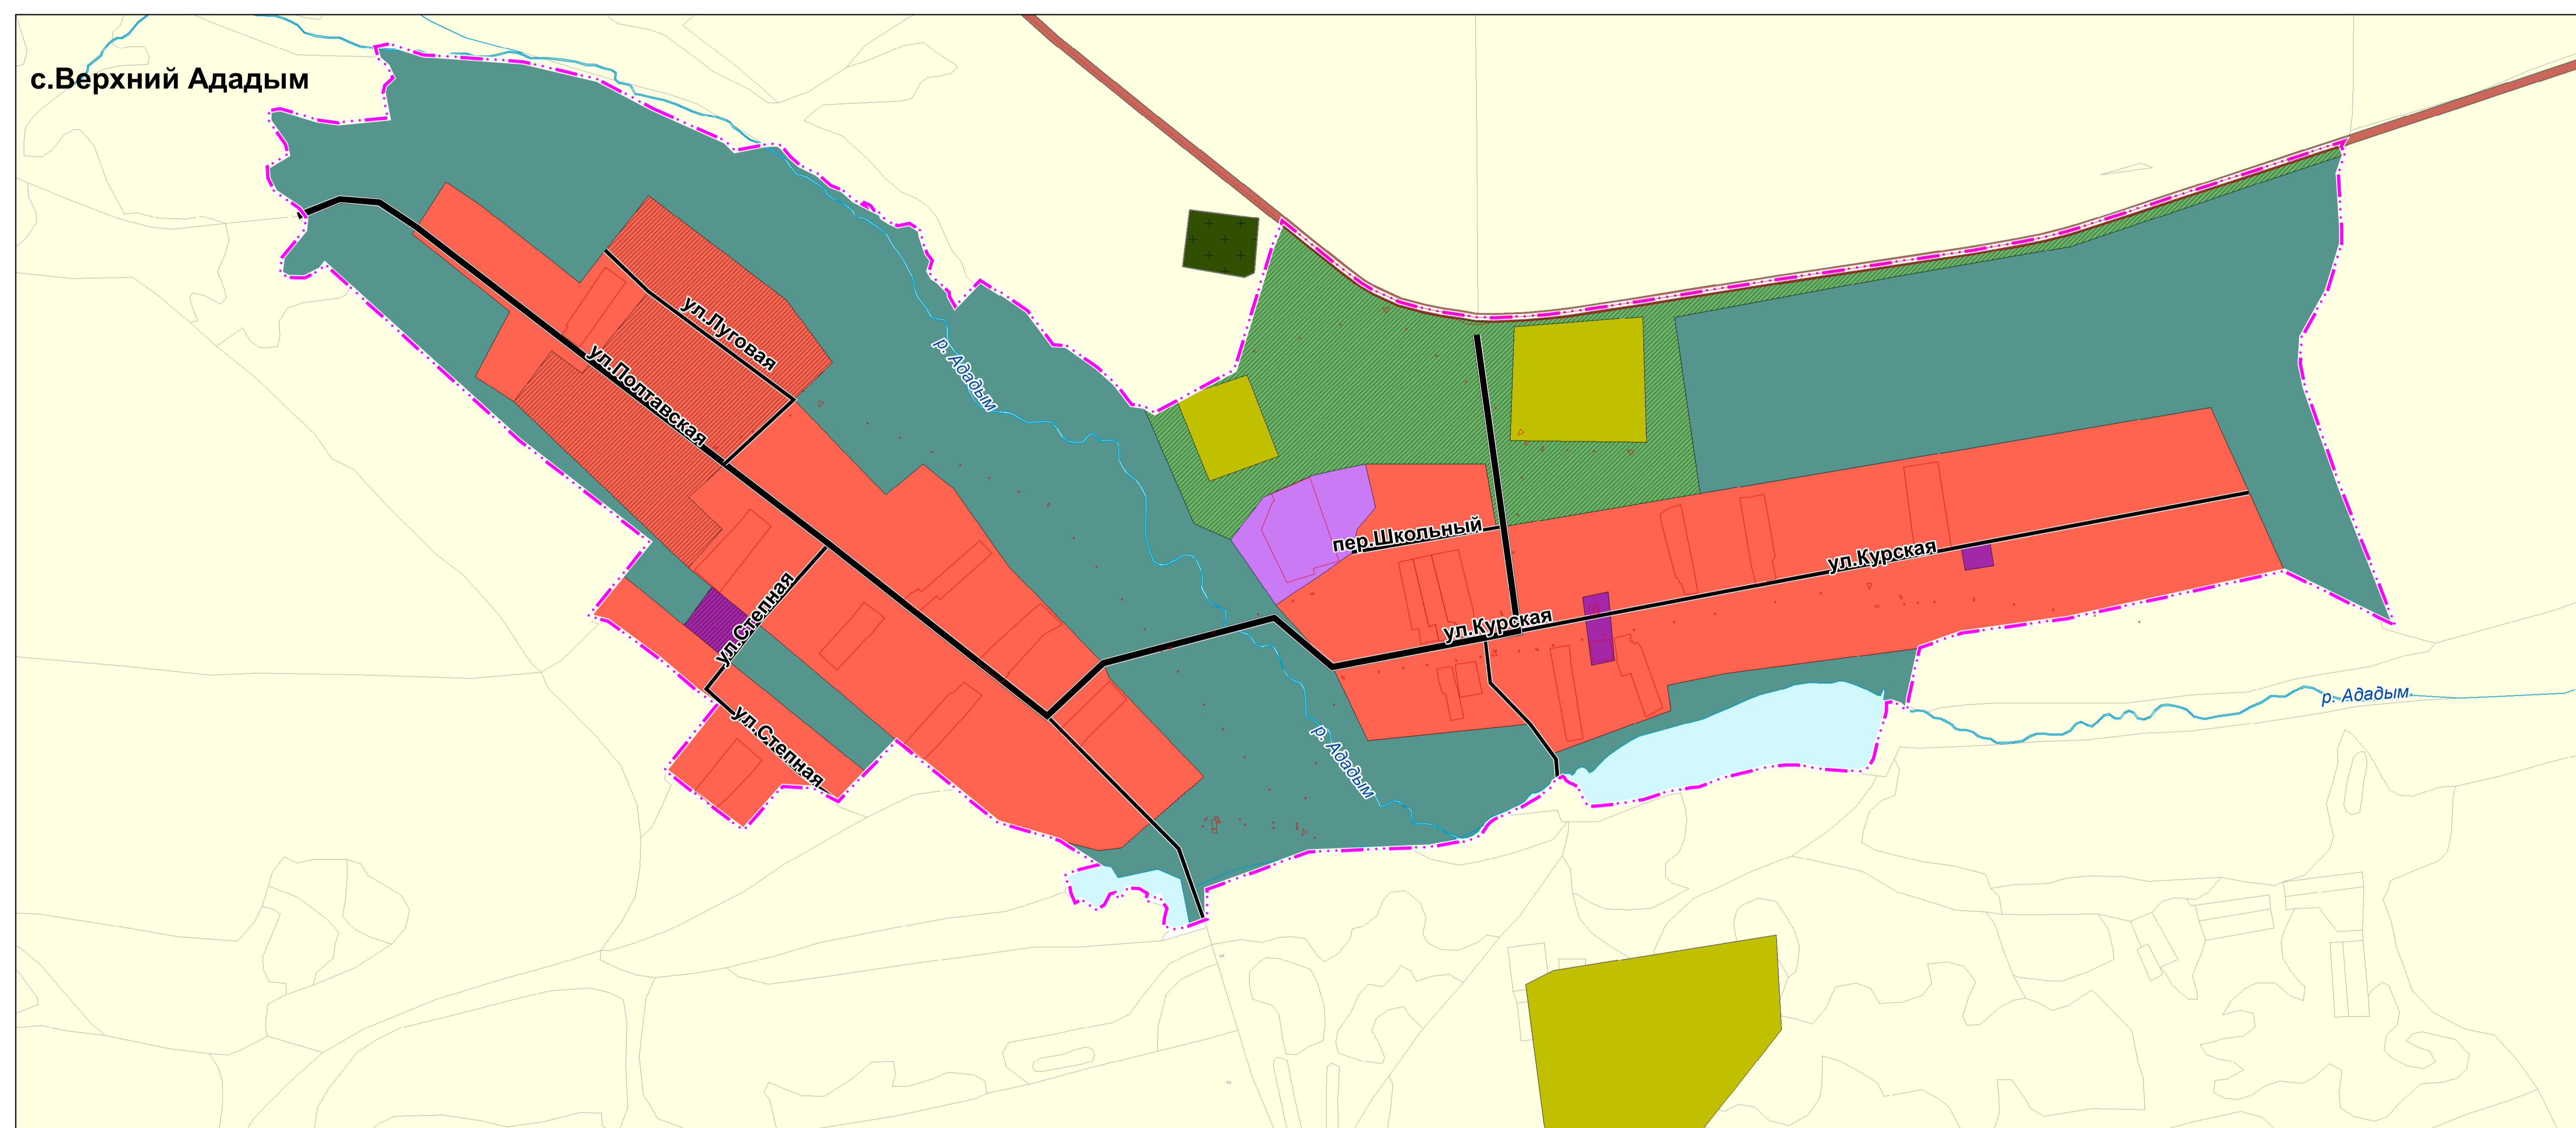 с.Верхний Ададым
ул.Луговая
ул.Полтавская
р. Ададым
пер.Школьный
ул.Курская
ул.Курская
ул.Степная
р. Ададым
ул.Степная
р. Ададым